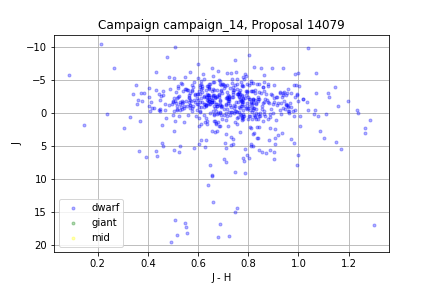 Campaign campaign_14, Proposal 14079
−10
−5
0
5
10
15
20
J
dwarf
giant
mid
0.2 0.4 0.6 0.8 1.0 1.2
J - H